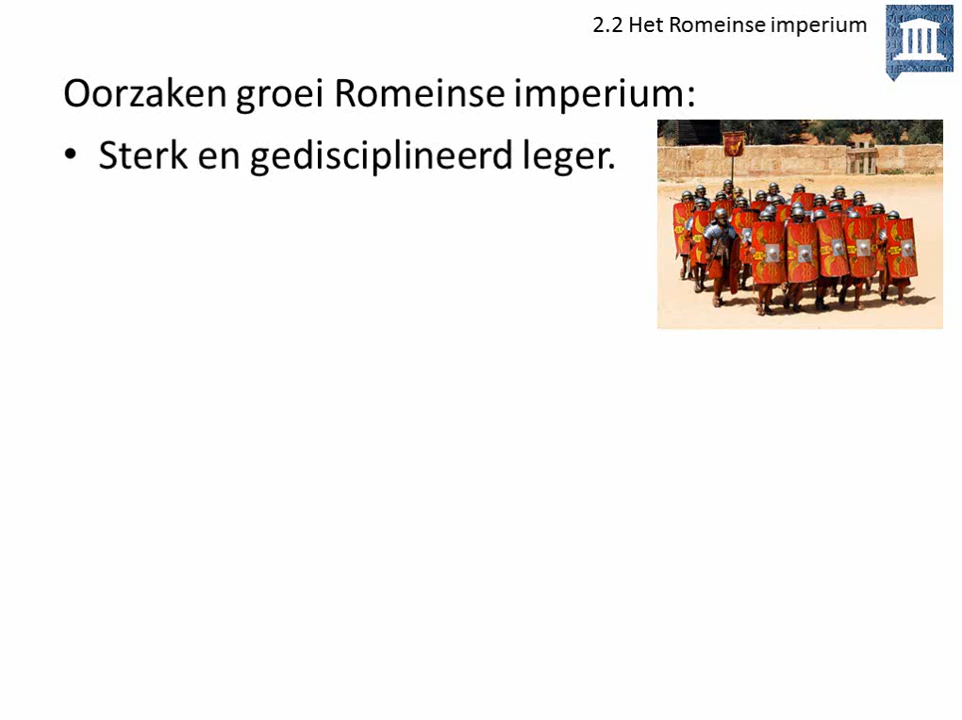 2.2 Het Romeinse imperium
Oorzaken groei Romeinse imperium:
• Sterk en gedisciplineerd leger.